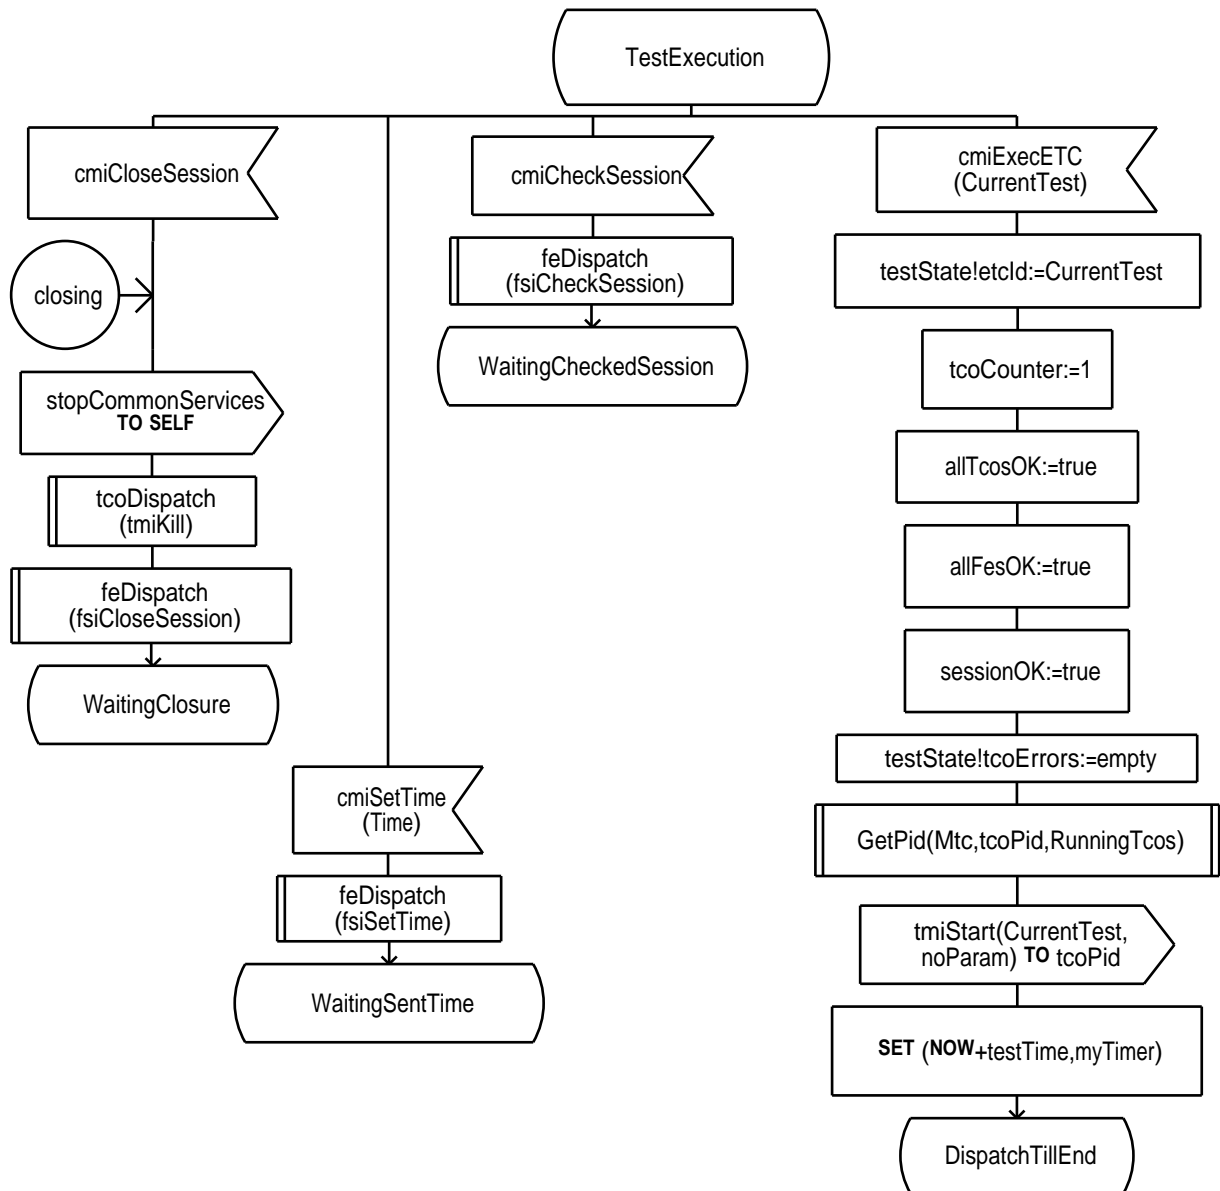 TestExecution
cmiCloseSession
closing
stopCommonServices
TO SELF
tcoDispatch
(tmiKill)
feDispatch
(fsiCloseSession)
WaitingClosure
cmiSetTime
(Time)
feDispatch
(fsiSetTime)
WaitingSentTime
cmiCheckSession
feDispatch
(fsiCheckSession)
WaitingCheckedSession
cmiExecETC
(CurrentTest)
testState!etcId:=CurrentTest
tcoCounter:=1
allTcosOK:=true
allFesOK:=true
sessionOK:=true
testState!tcoErrors:=empty
GetPid(Mtc,tcoPid,RunningTcos)
tmiStart(CurrentTest,
noParam) TO tcoPid
SET (NOW+testTime,myTimer)
DispatchTillEnd